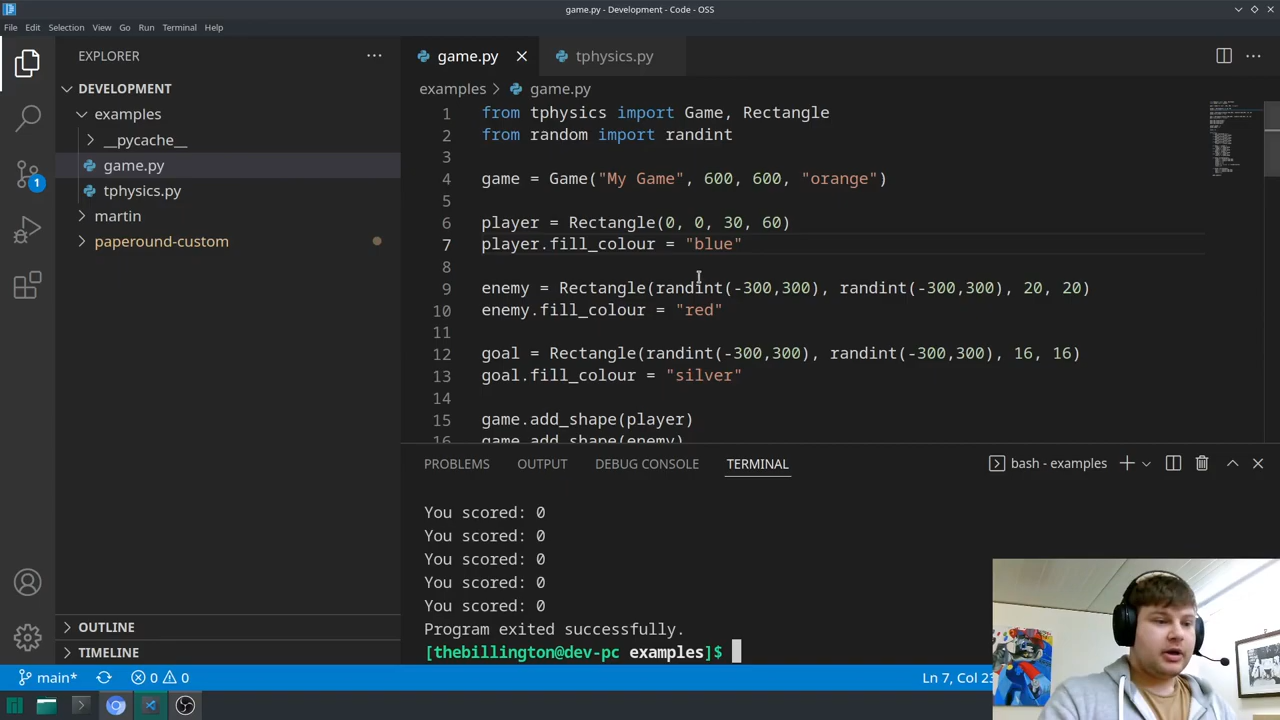 game.py - Development - Code - OSS
File Edit Selection View Go Run Terminal Help
EXPLORER
game.py
tphysics.py
DEVELOPMENT
examples > game.py
examples
__pycache__
game.py
tphysics.py
martin
paperound-custom
1
1 from tphysics import Game, Rectangle
2 from random import randint
3
4 game = Game("My Game", 600, 600, "orange")
5
6 player = Rectangle(0, 0, 30, 60)
7 player.fill_colour = "blue"
8
9 enemy = Rectangle(randint(-300,300), randint(-300,300), 20, 20)
10 enemy.fill_colour = "red"
11
12 goal = Rectangle(randint(-300,300), randint(-300,300), 16, 16)
13 goal.fill_colour = "silver"
14
15 game.add_shape(player)
16 game.add_shape(enemy)
PROBLEMS OUTPUT DEBUG CONSOLE TERMINAL
bash - examples
You scored: 0
You scored: 0
You scored: 0
You scored: 0
You scored: 0
Program exited successfully.
[thebillington@dev-pc examples]$
OUTLINE
TIMELINE
main* 0 0
Ln 7, Col 23